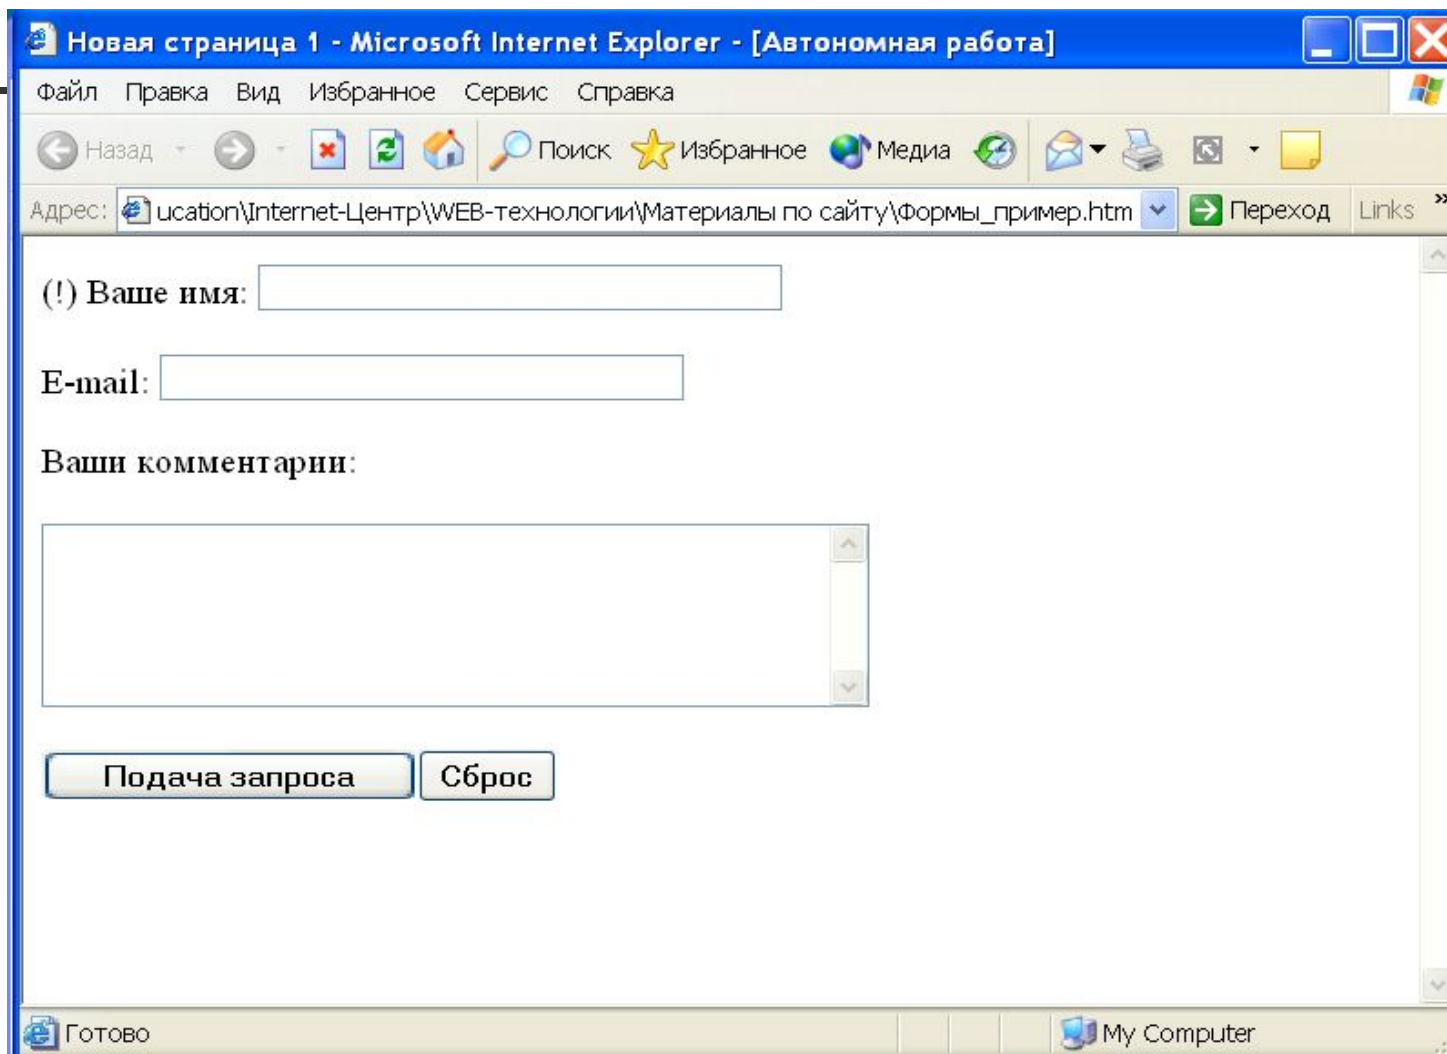 Новая страница 1 - Microsoft Internet Explorer - [Автономная работа]
Файл Правка Вид Избранное Сервис Справка
Назад Поиск Избранное Медиа
Адрес: ucation\Internet-Центр\WEB-технологии\Материалы по сайту\Формы_пример.htm Переход Links »
(!) Ваше имя:
E-mail:
Ваши комментарии:
Подача запроса Сброс
Готово My Computer